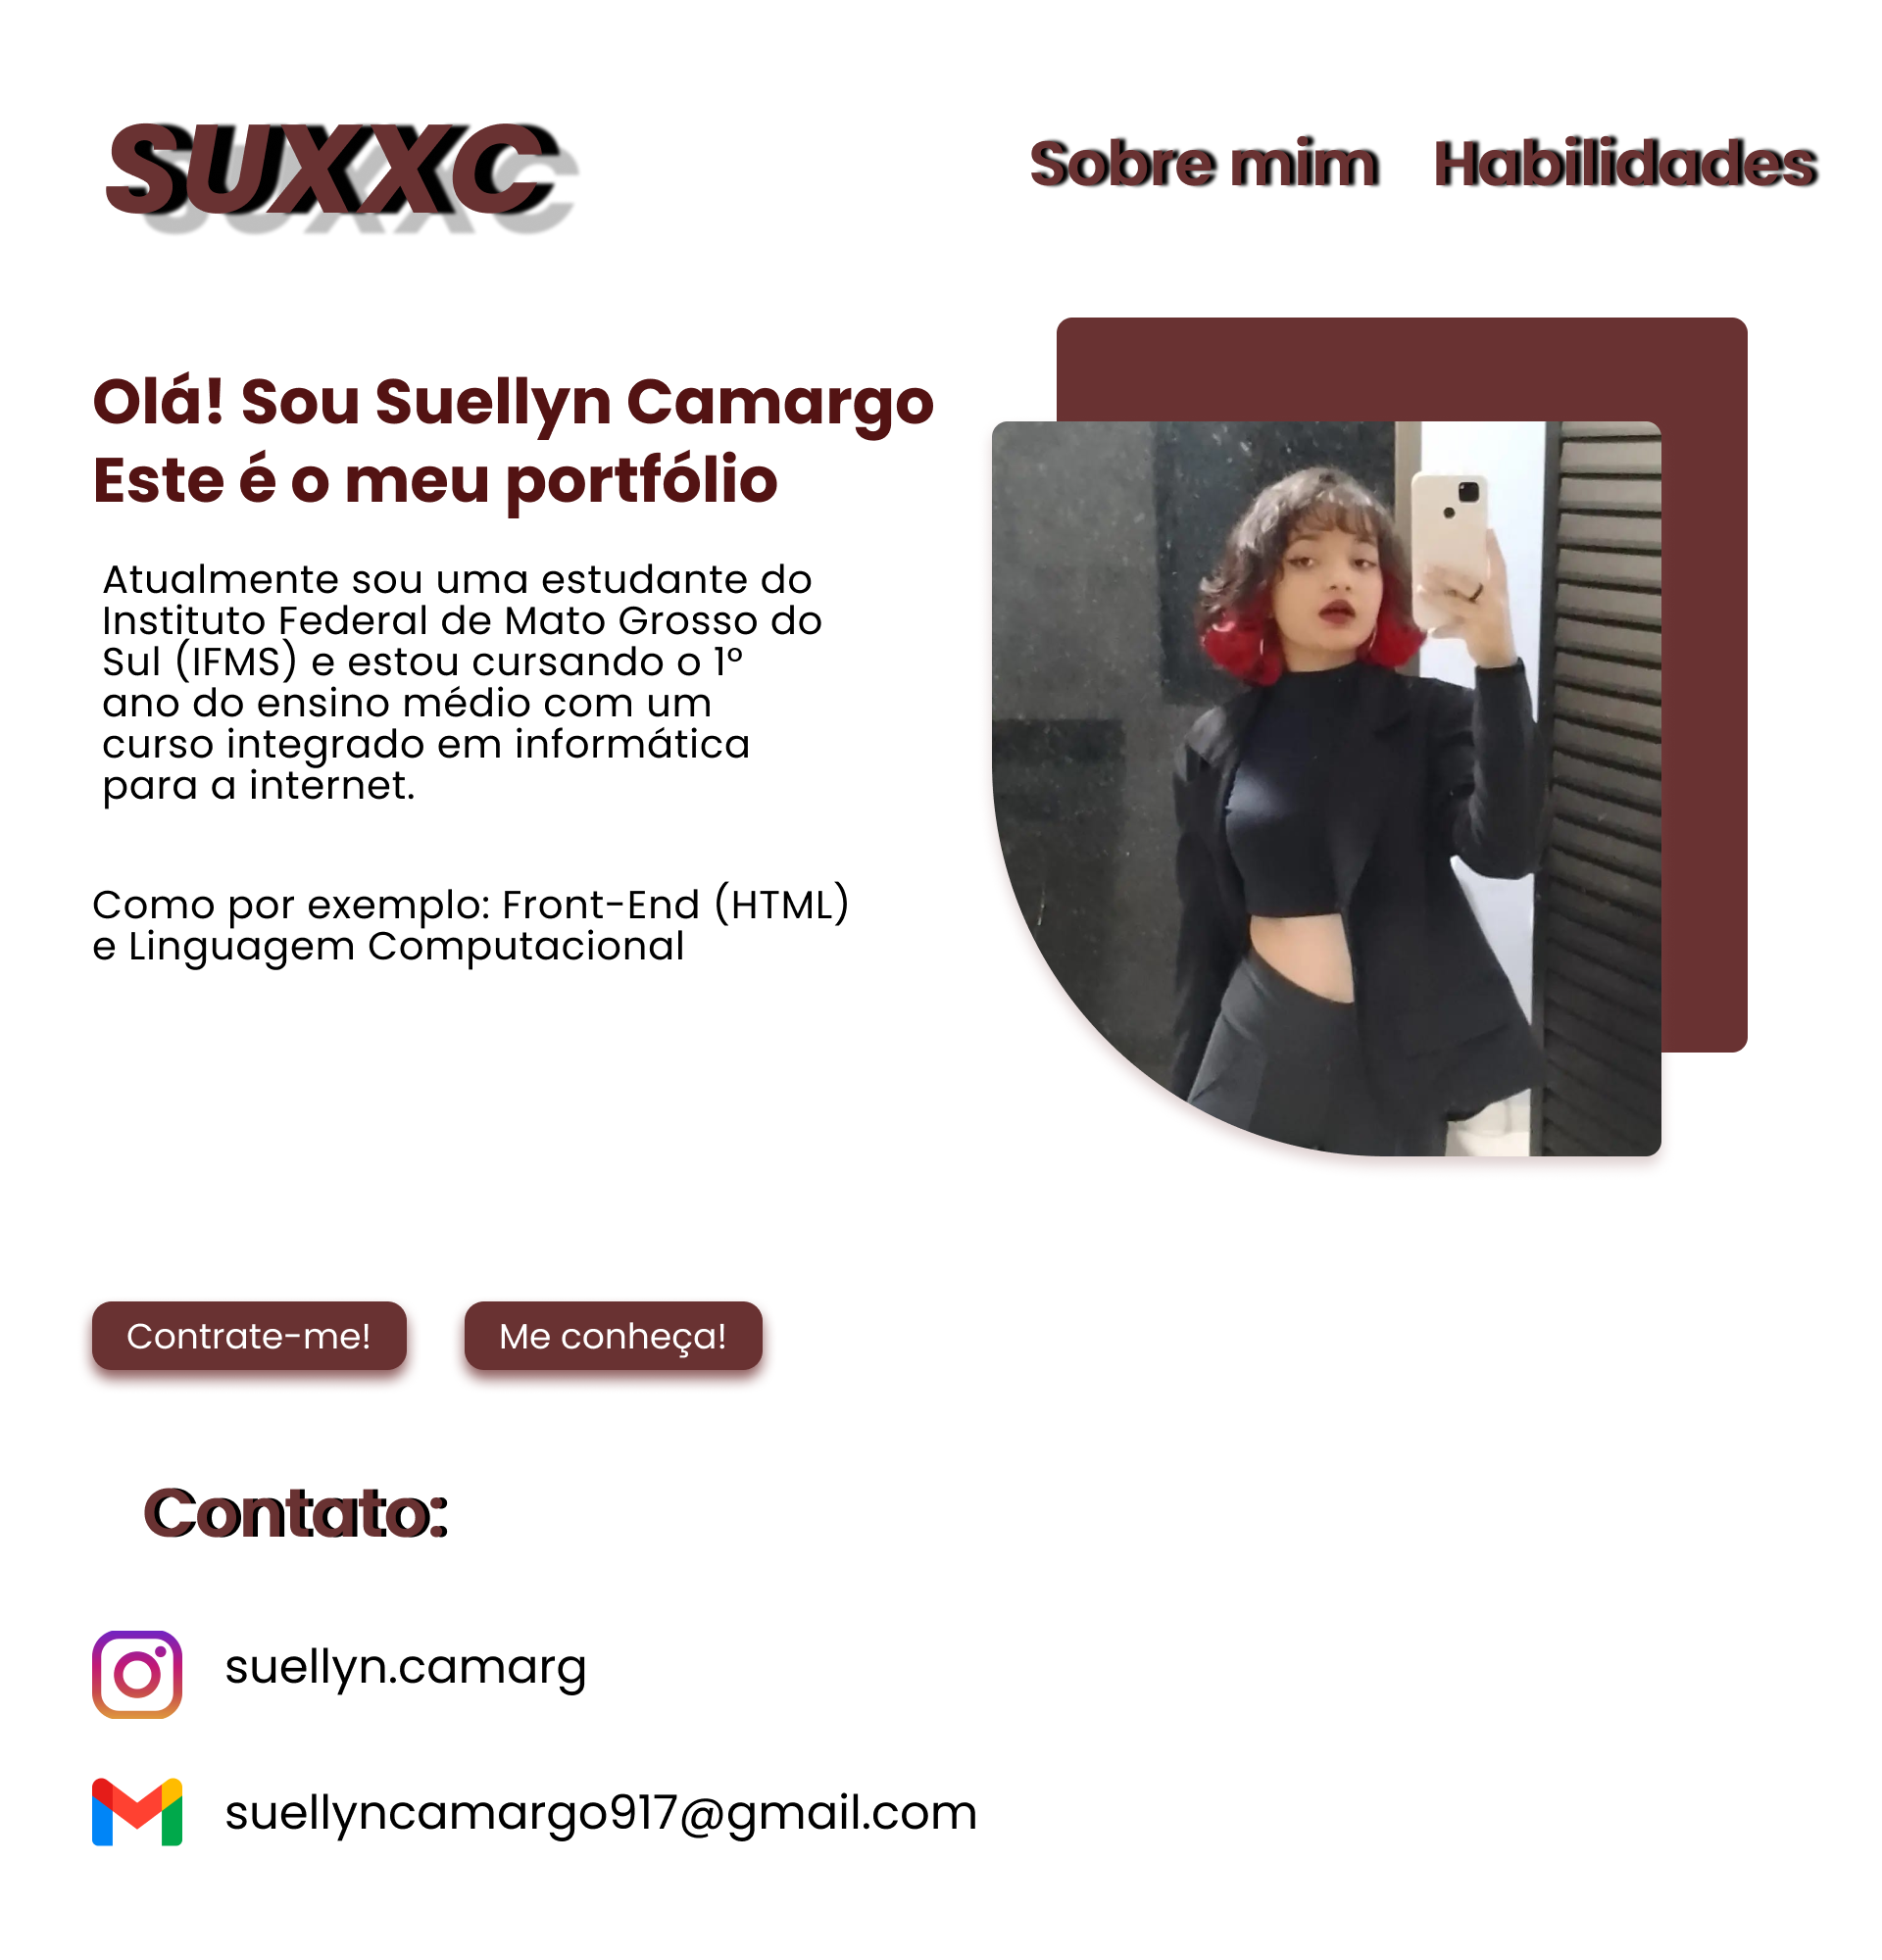 SUXXC
Sobre mim
Habilidades
Olá! Sou Suellyn Camargo
Este é o meu portfólio
Atualmente sou uma estudante do
Instituto Federal de Mato Grosso do
Sul (IFMS) e estou cursando o 1º
ano do ensino médio com um
curso integrado em informática
para a internet.
Como por exemplo: Front-End (HTML)
e Linguagem Computacional
Contrate-me!
Me conheça!
Contato:
suellyn.camarg
suellyncamargo917@gmail.com